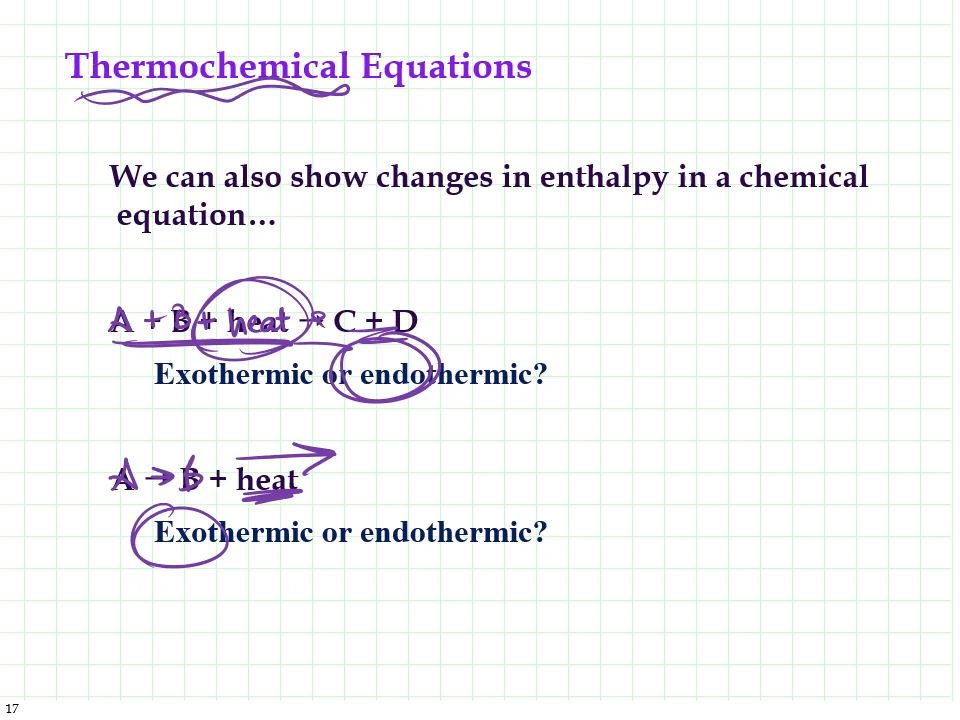 Thermochemical Equations
We can also show changes in enthalpy in a chemical
equation…
A + B + heat → C + D
Exothermic or endothermic?
A → B + heat
Exothermic or endothermic?
17